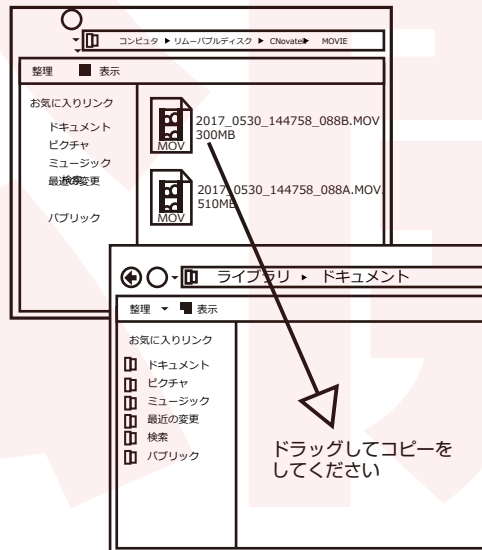 コンピュタ ▶ リムーバブルディスク ▶ CNovatel▶ MOVIE
整理 表示
お気に入りリンク
ドキュメント
ピクチャ
ミュージック
最近の変更
検索
パブリック
MOV
2017_0530_144758_088B.MOV
300MB
MOV
2017_0530_144758_088A.MOV
510MB
ライブラリ ▸ ドキュメント
整理 ▼ 表示
お気に入りリンク
ドキュメント
ピクチャ
ミュージック
最近の変更
検索
パブリック
ドラッグしてコピーを
してください